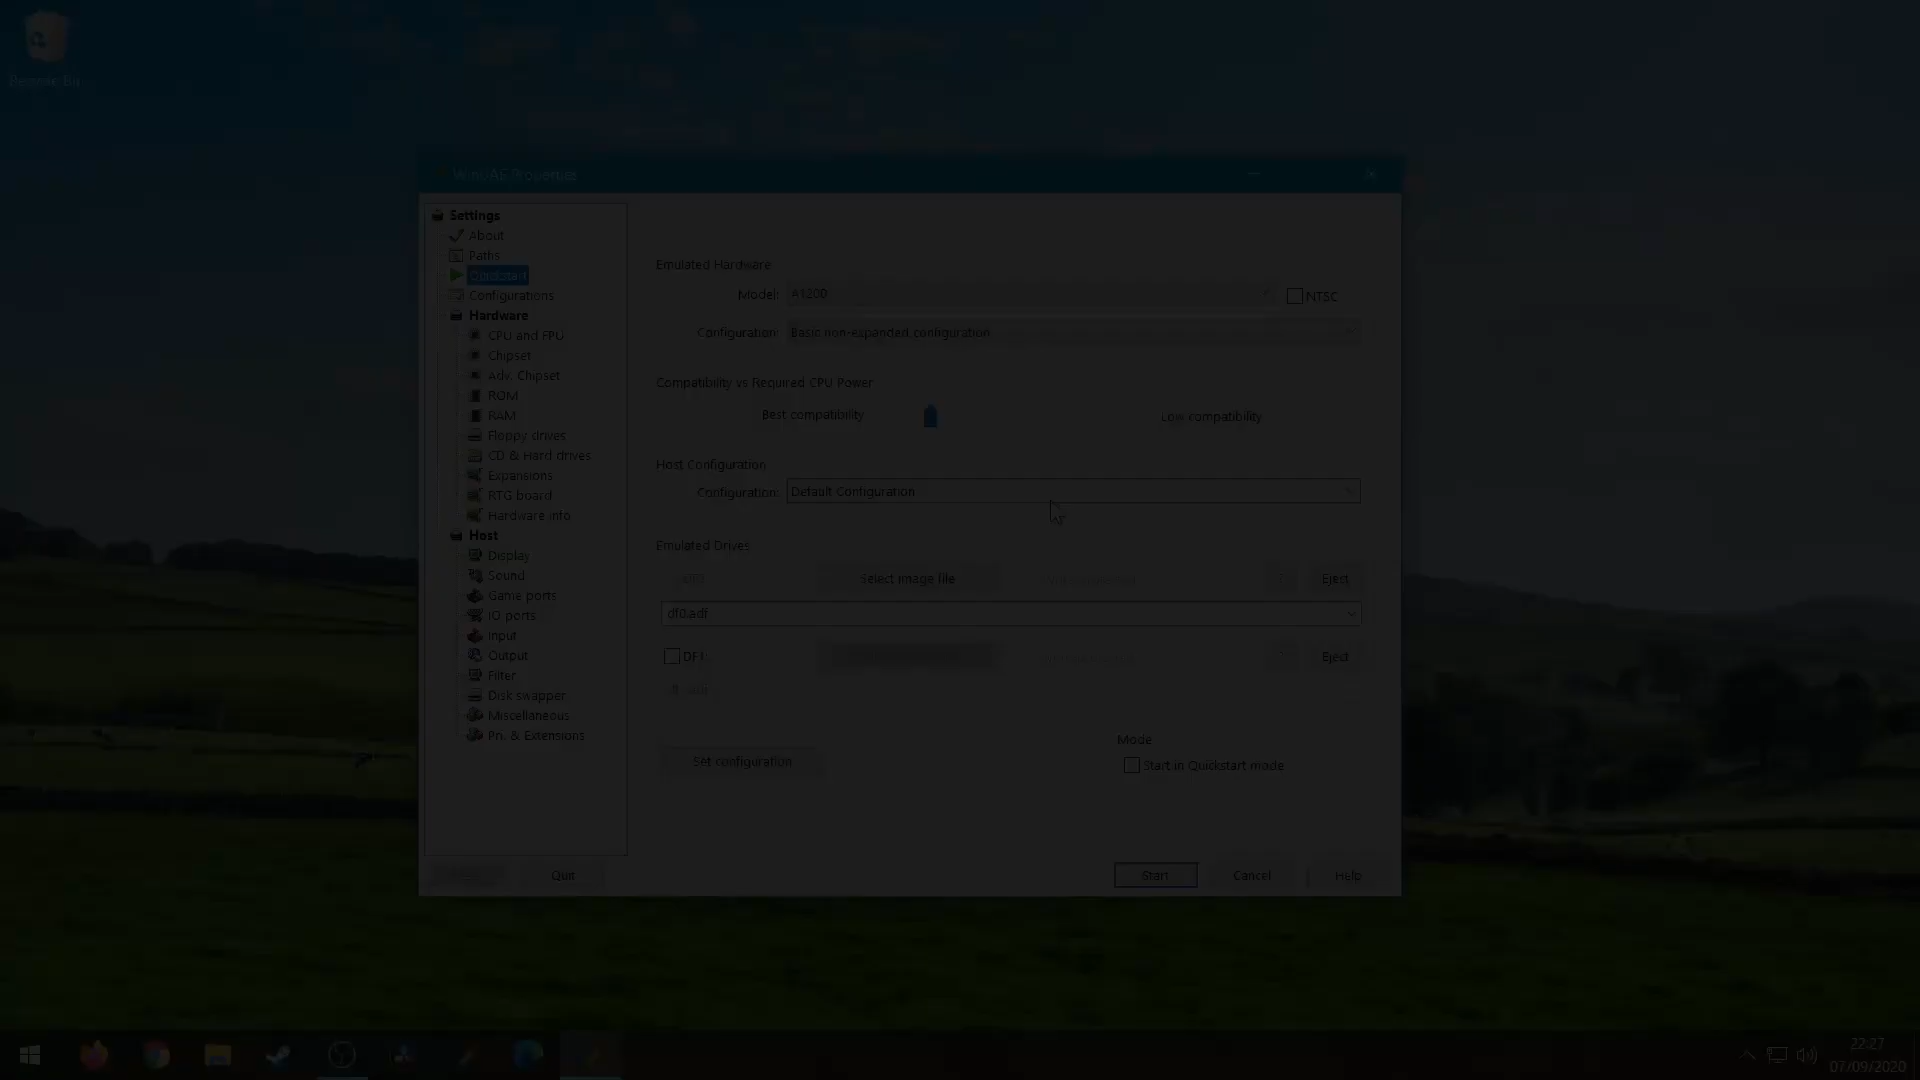 Recycle Bin
WinUAE Properties
Settings
About
Paths
Quickstart
Configurations
Hardware
CPU and FPU
Chipset
Adv. Chipset
ROM
RAM
Floppy drives
CD & Hard drives
Expansions
RTG board
Hardware info
Host
Display
Sound
Game ports
IO ports
Input
Output
Filter
Disk swapper
Miscellaneous
Pri. & Extensions
Emulated Hardware
Model: A1200
NTSC
Configuration: Basic non-expanded configuration
Compatibility vs Required CPU Power
Best compatibility
Low compatibility
Host Configuration
Configuration: Default Configuration
Emulated Drives
Select image file
Eject
df0.adf
DF1:
Eject
Set configuration
Mode
Start in Quickstart mode
Quit
Start
Cancel
Help
22:27
07/09/2020